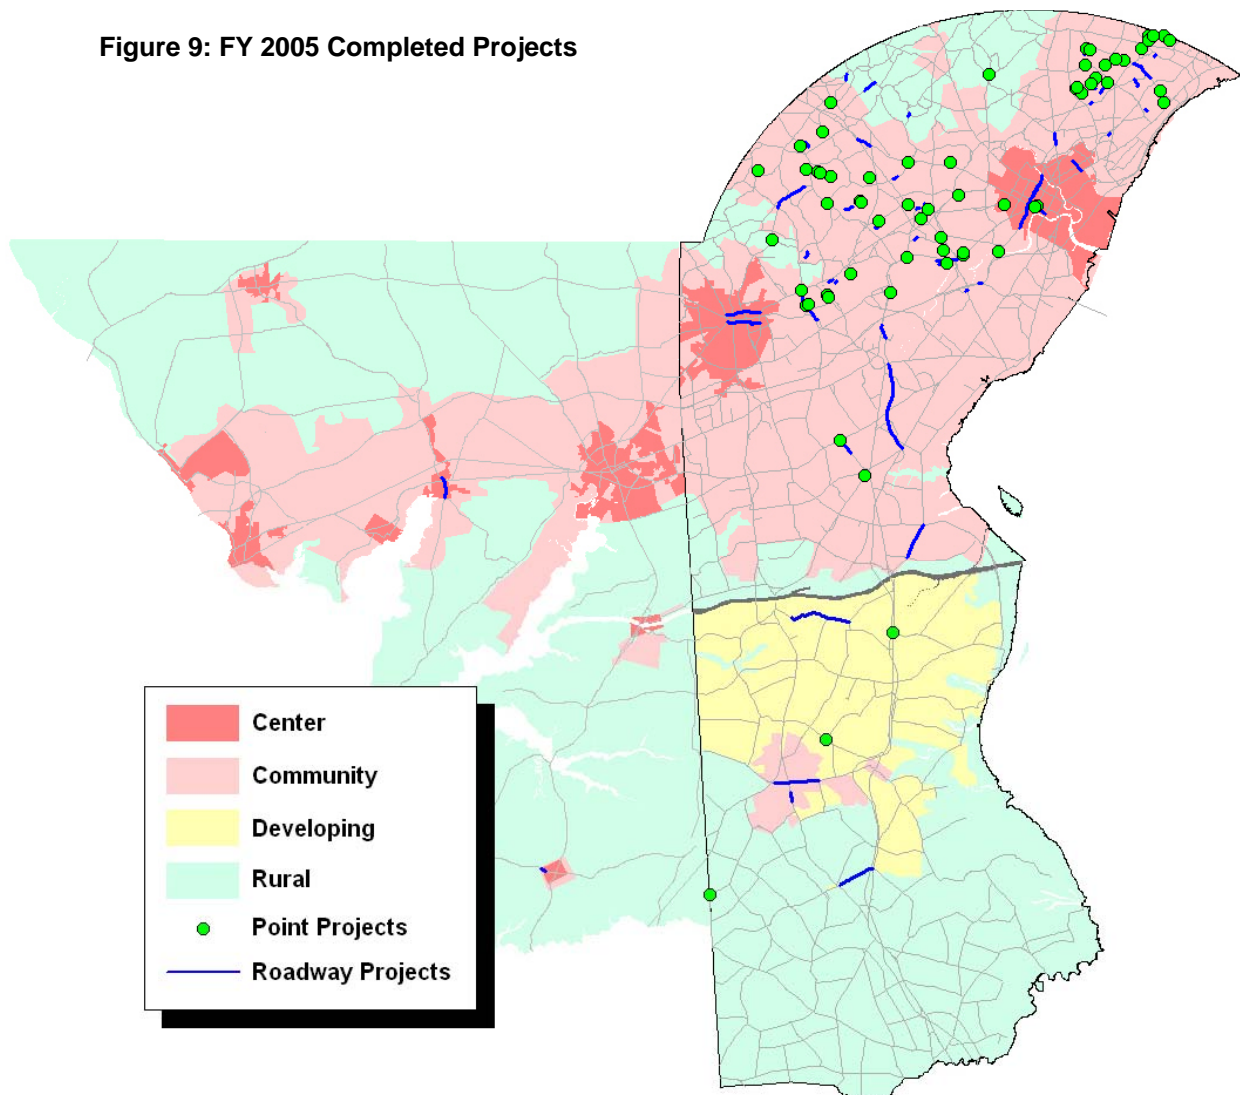 Figure 9: FY 2005 Completed Projects
Center
Community
Developing
Rural
Point Projects
Roadway Projects